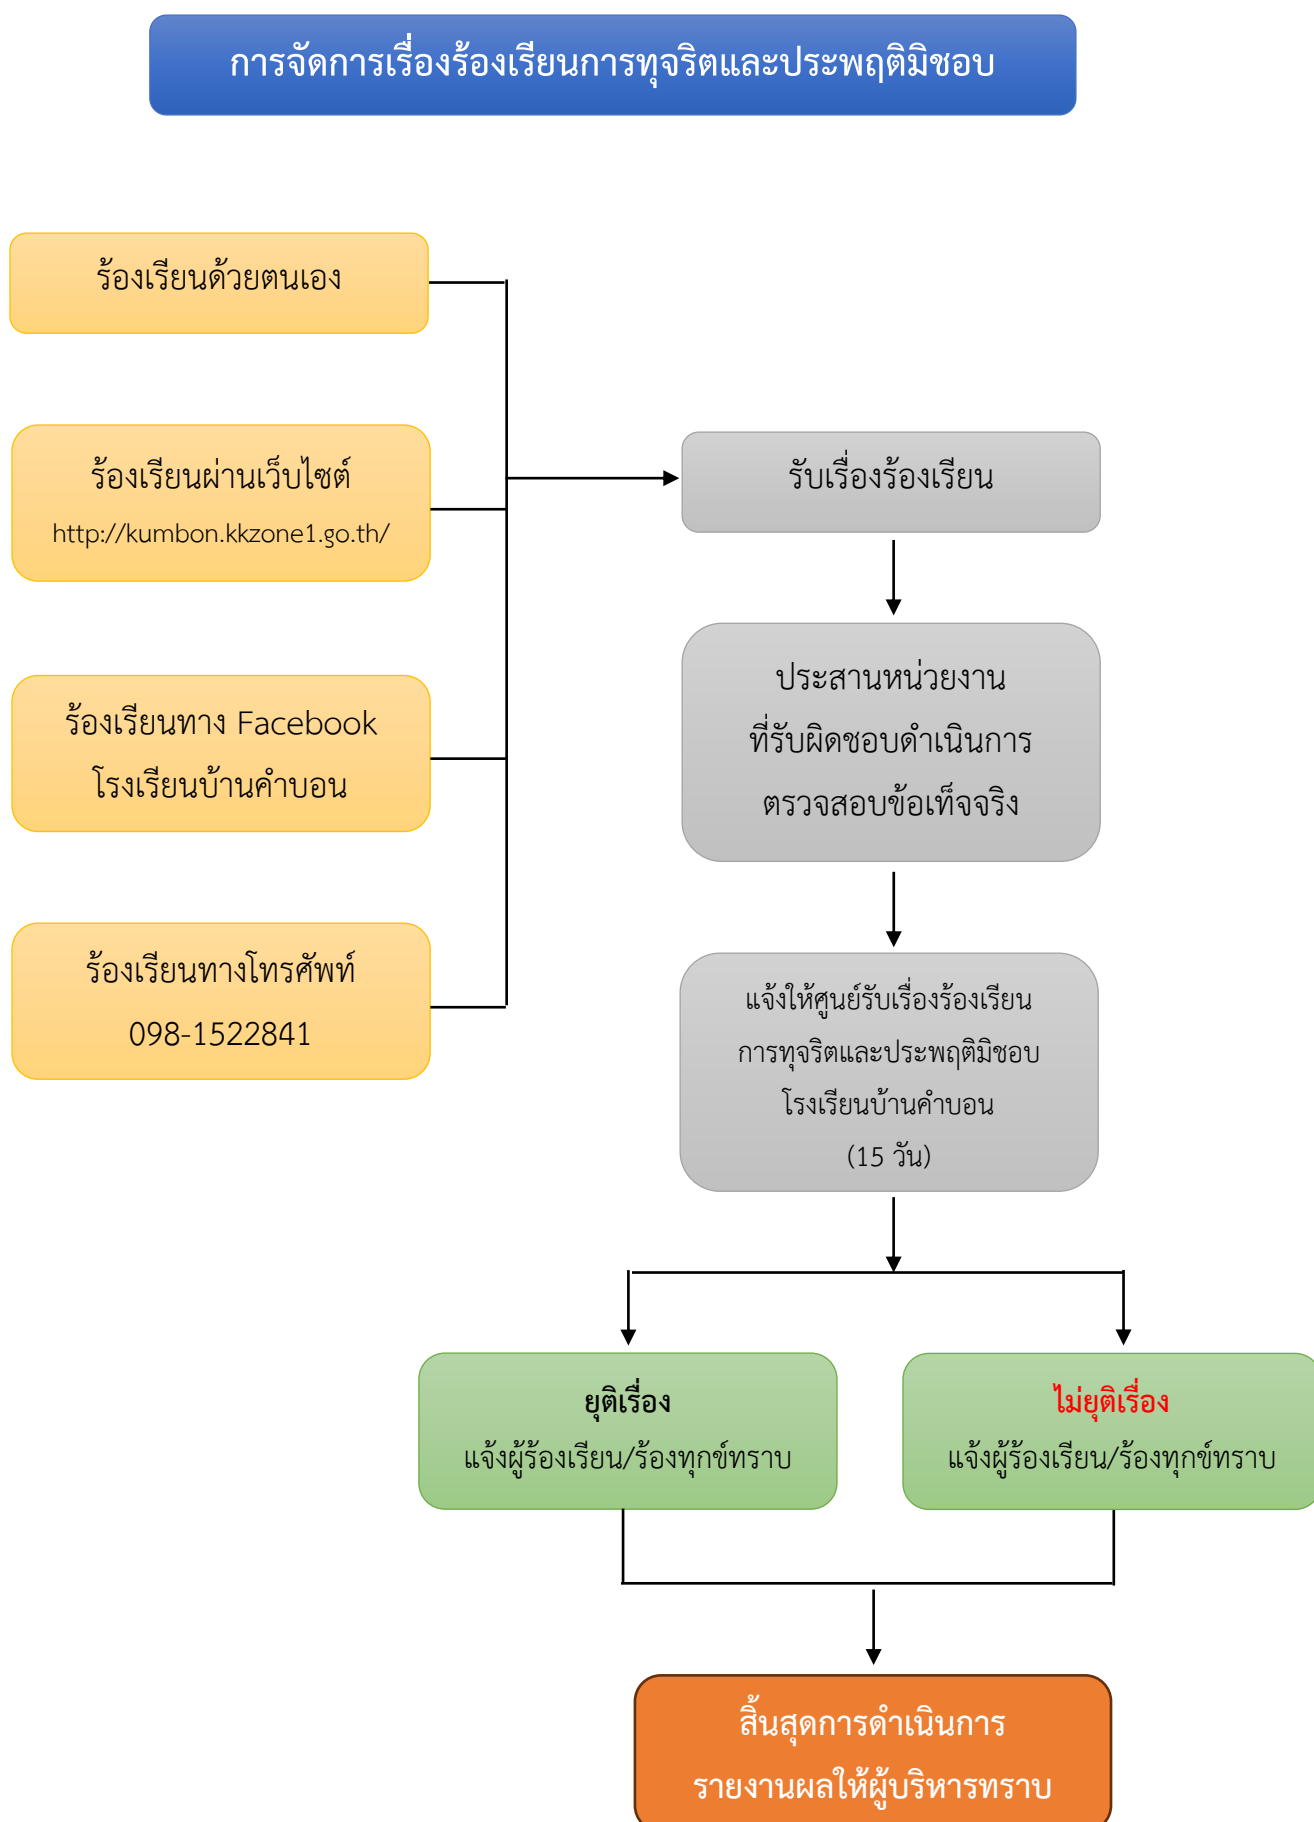 การจัดการเรื่องร้องเรียนการทุจริตและประพฤติมิชอบ
ร้องเรียนด้วยตนเอง
ร้องเรียนผ่านเว็บไซต์
http://kumbon.kkzone1.go.th/
ร้องเรียนทาง Facebook
โรงเรียนบ้านคำบอน
ร้องเรียนทางโทรศัพท์
098-1522841
รับเรื่องร้องเรียน
ประสานหน่วยงาน
ที่รับผิดชอบดำเนินการ
ตรวจสอบข้อเท็จจริง
แจ้งให้ศูนย์รับเรื่องร้องเรียน
การทุจริตและประพฤติมิชอบ
โรงเรียนบ้านคำบอน
(15 วัน)
ยุติเรื่อง
แจ้งผู้ร้องเรียน/ร้องทุกข์ทราบ
ไม่ยุติเรื่อง
แจ้งผู้ร้องเรียน/ร้องทุกข์ทราบ
สิ้นสุดการดำเนินการ
รายงานผลให้ผู้บริหารทราบ